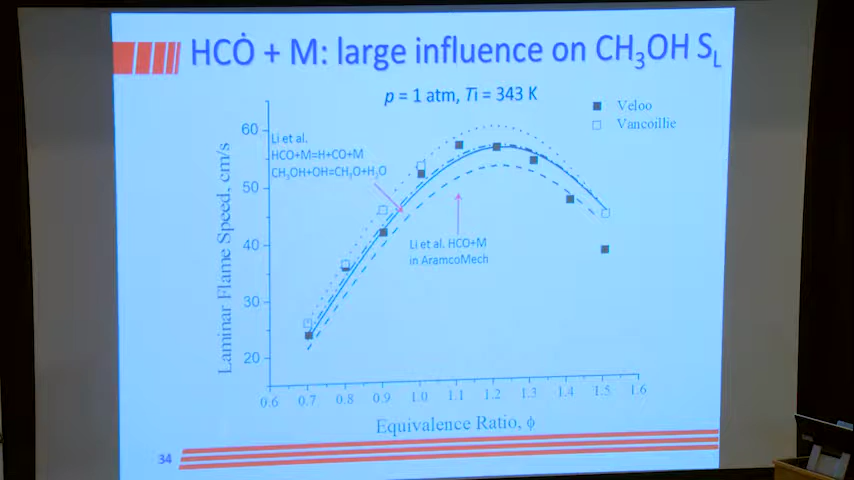 HCȮ + M: large influence on CH₃OH S_L
p = 1 atm, Ti = 343 K
Veloo
Vancoillie
Li et al.
HCO+M=H+CO+M
CH₃OH+OH=CH₃O+H₂O
Li et al. HCO+M
in AramcoMech
Laminar Flame Speed, cm/s
60
50
40
30
20
0.6 0.7 0.8 0.9 1.0 1.1 1.2 1.3 1.4 1.5 1.6
Equivalence Ratio, ϕ
34